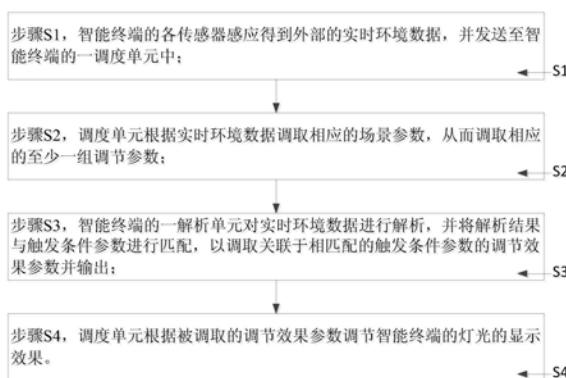 步骤S1，智能终端的各传感器感应得到外部的实时环境数据，并发送至智
能终端的一调度单元中；
S1
步骤S2，调度单元根据实时环境数据调取相应的场景参数，从而调取相应
的至少一组调节参数；
S2
步骤S3，智能终端的一解析单元对实时环境数据进行解析，并将解析结果
与触发条件参数进行匹配，以调取关联于相匹配的触发条件参数的调节效
果参数并输出；
S3
步骤S4，调度单元根据被调取的调节效果参数调节智能终端的灯光的显示
效果。
S4